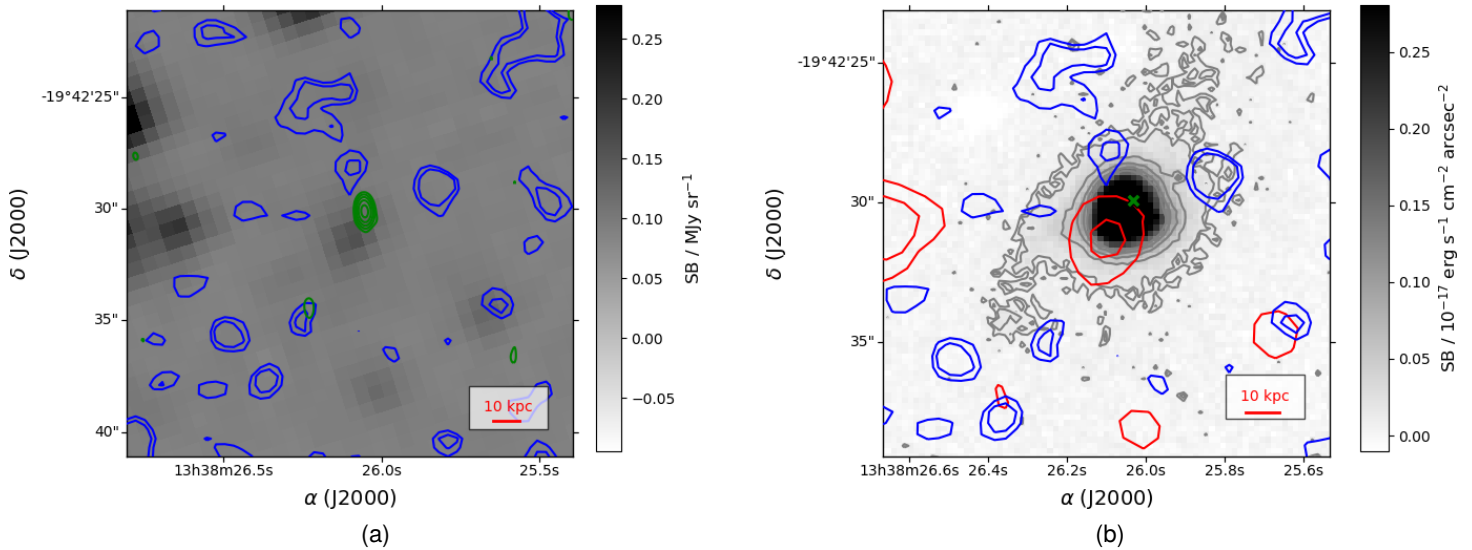 -19°42'25"
30"
35"
40"
δ (J2000)
13h38m26.5s
26.0s
25.5s
α (J2000)
10 kpc
0.25
0.20
0.15
0.10
0.05
0.00
−0.05
SB / MJy sr⁻¹
(a)
-19°42'25"
30"
35"
δ (J2000)
13h38m26.6s
26.4s
26.2s
26.0s
25.8s
25.6s
α (J2000)
10 kpc
0.25
0.20
0.15
0.10
0.05
0.00
SB / 10⁻¹⁷ erg s⁻¹ cm⁻² arcsec⁻²
(b)